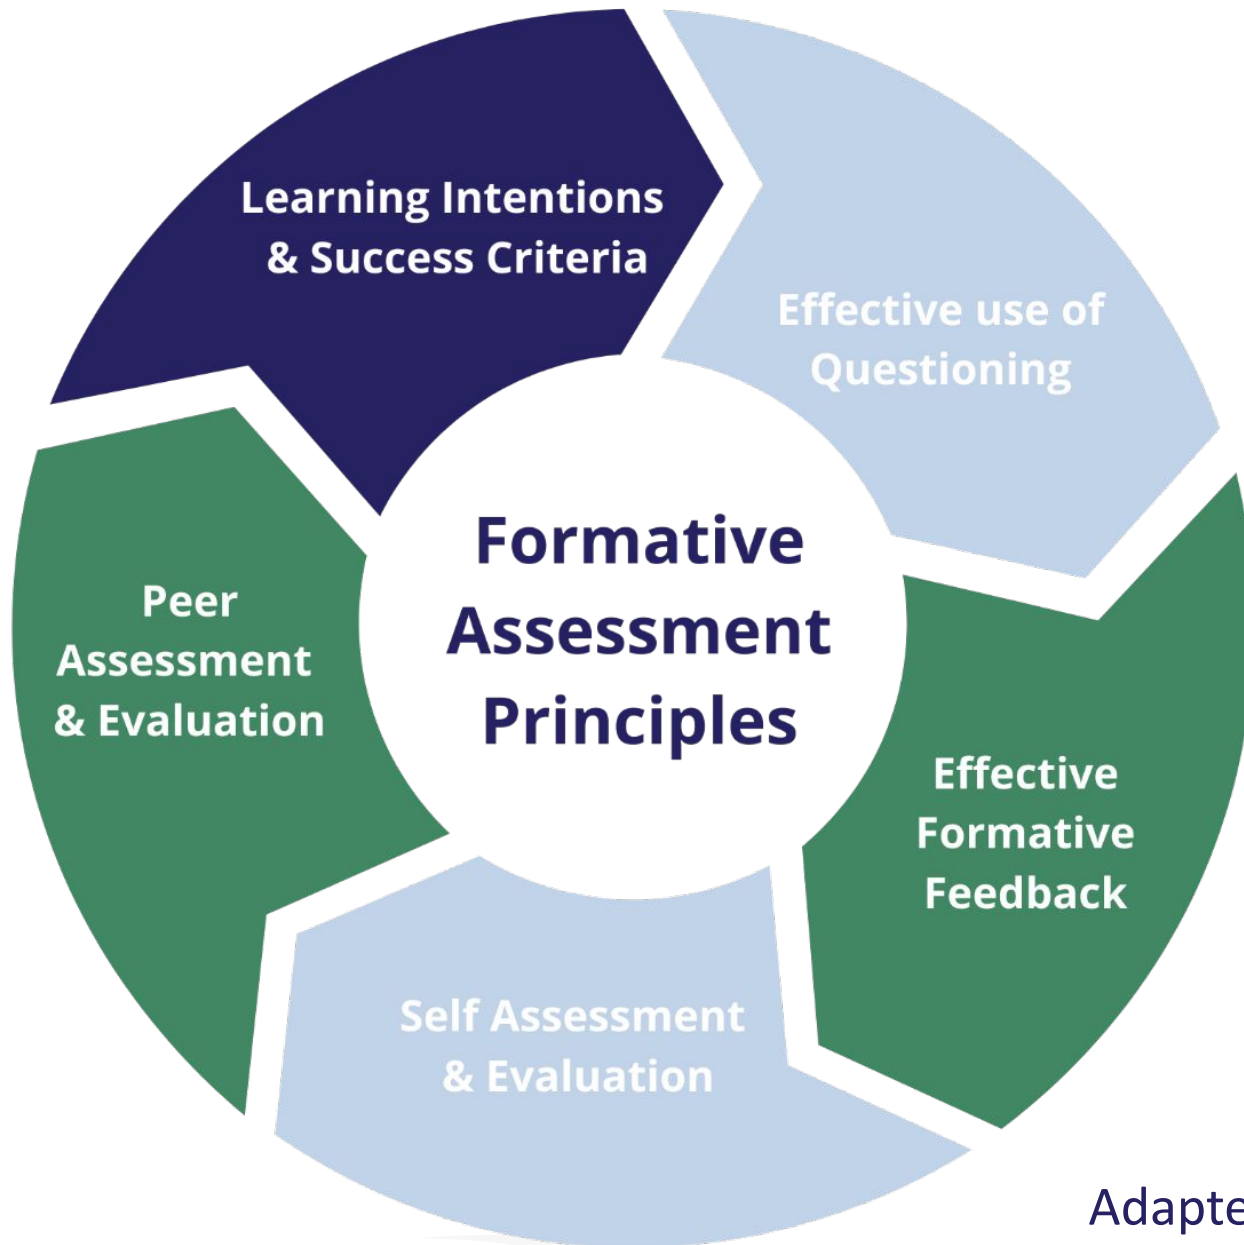 Learning Intentions
& Success Criteria
Effective use of
Questioning
Formative
Assessment
Principles
Peer
Assessment
& Evaluation
Effective
Formative
Feedback
Self Assessment
& Evaluation